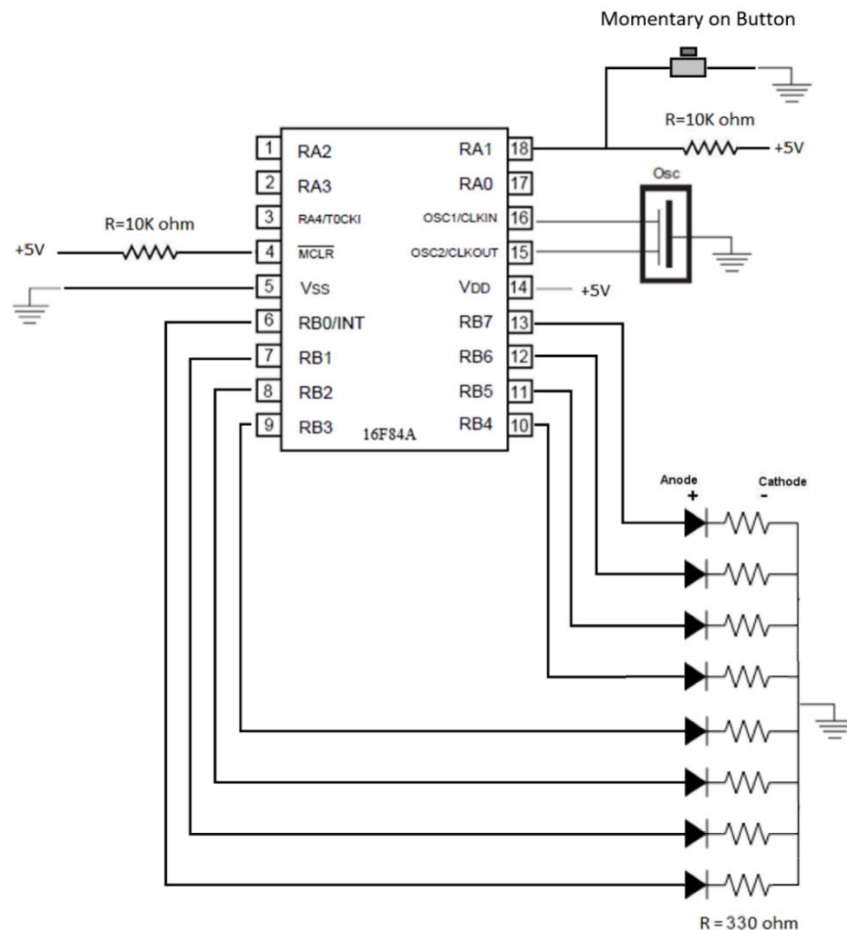 Momentary on Button
R=10K ohm
+5V
Osc
1 RA2 RA1 18
2 RA3 RA0 17
3 RA4/T0CKI OSC1/CLKIN 16
R=10K ohm
+5V
4 MCLR OSC2/CLKOUT 15
5 VSS VDD 14 +5V
6 RB0/INT RB7 13
7 RB1 RB6 12
8 RB2 RB5 11
9 RB3 RB4 10
16F84A
Anode Cathode
+ -
R = 330 ohm